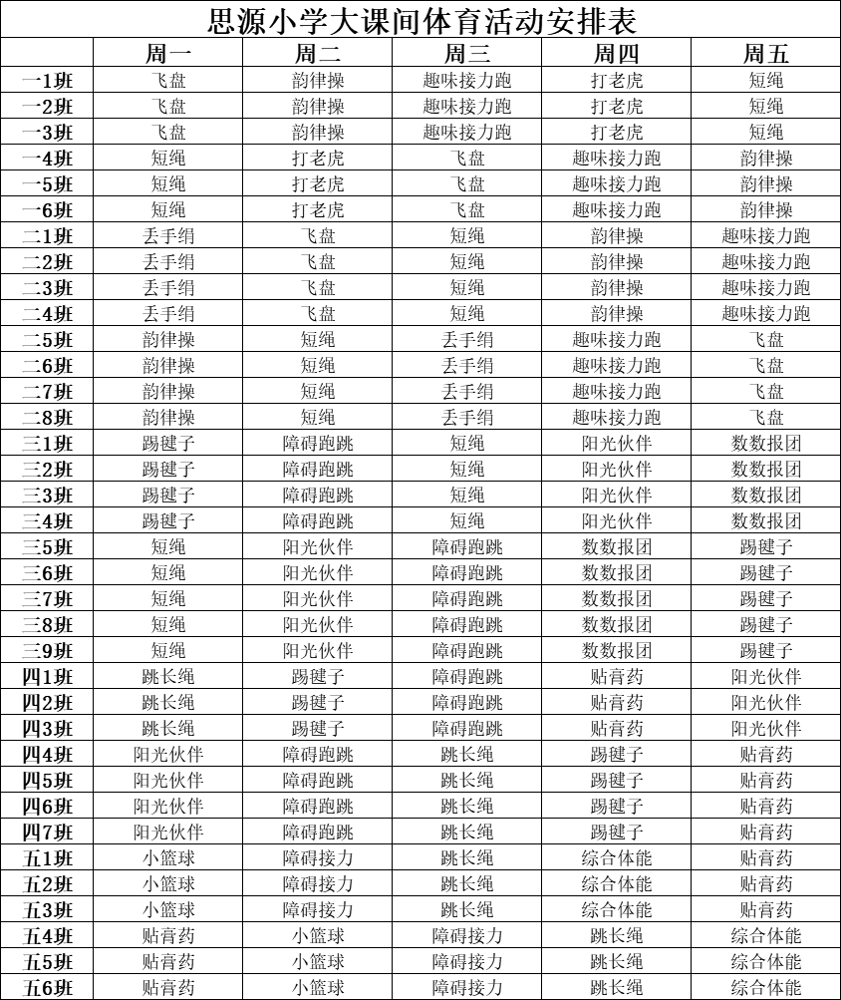 思源小学大课间体育活动安排表
周一 周二 周三 周四 周五
一1班 飞盘 韵律操 趣味接力跑 打老虎 短绳
一2班 飞盘 韵律操 趣味接力跑 打老虎 短绳
一3班 飞盘 韵律操 趣味接力跑 打老虎 短绳
一4班 短绳 打老虎 飞盘 趣味接力跑 韵律操
一5班 短绳 打老虎 飞盘 趣味接力跑 韵律操
一6班 短绳 打老虎 飞盘 趣味接力跑 韵律操
二1班 丢手绢 飞盘 短绳 韵律操 趣味接力跑
二2班 丢手绢 飞盘 短绳 韵律操 趣味接力跑
二3班 丢手绢 飞盘 短绳 韵律操 趣味接力跑
二4班 丢手绢 飞盘 短绳 韵律操 趣味接力跑
二5班 韵律操 短绳 丢手绢 趣味接力跑 飞盘
二6班 韵律操 短绳 丢手绢 趣味接力跑 飞盘
二7班 韵律操 短绳 丢手绢 趣味接力跑 飞盘
二8班 韵律操 短绳 丢手绢 趣味接力跑 飞盘
三1班 踢毽子 障碍跑跳 短绳 阳光伙伴 数数报团
三2班 踢毽子 障碍跑跳 短绳 阳光伙伴 数数报团
三3班 踢毽子 障碍跑跳 短绳 阳光伙伴 数数报团
三4班 踢毽子 障碍跑跳 短绳 阳光伙伴 数数报团
三5班 短绳 阳光伙伴 障碍跑跳 数数报团 踢毽子
三6班 短绳 阳光伙伴 障碍跑跳 数数报团 踢毽子
三7班 短绳 阳光伙伴 障碍跑跳 数数报团 踢毽子
三8班 短绳 阳光伙伴 障碍跑跳 数数报团 踢毽子
三9班 短绳 阳光伙伴 障碍跑跳 数数报团 踢毽子
四1班 跳长绳 踢毽子 障碍跑跳 贴膏药 阳光伙伴
四2班 跳长绳 踢毽子 障碍跑跳 贴膏药 阳光伙伴
四3班 跳长绳 踢毽子 障碍跑跳 贴膏药 阳光伙伴
四4班 阳光伙伴 障碍跑跳 跳长绳 踢毽子 贴膏药
四5班 阳光伙伴 障碍跑跳 跳长绳 踢毽子 贴膏药
四6班 阳光伙伴 障碍跑跳 跳长绳 踢毽子 贴膏药
四7班 阳光伙伴 障碍跑跳 跳长绳 踢毽子 贴膏药
五1班 小篮球 障碍接力 跳长绳 综合体能 贴膏药
五2班 小篮球 障碍接力 跳长绳 综合体能 贴膏药
五3班 小篮球 障碍接力 跳长绳 综合体能 贴膏药
五4班 贴膏药 小篮球 障碍接力 跳长绳 综合体能
五5班 贴膏药 小篮球 障碍接力 跳长绳 综合体能
五6班 贴膏药 小篮球 障碍接力 跳长绳 综合体能